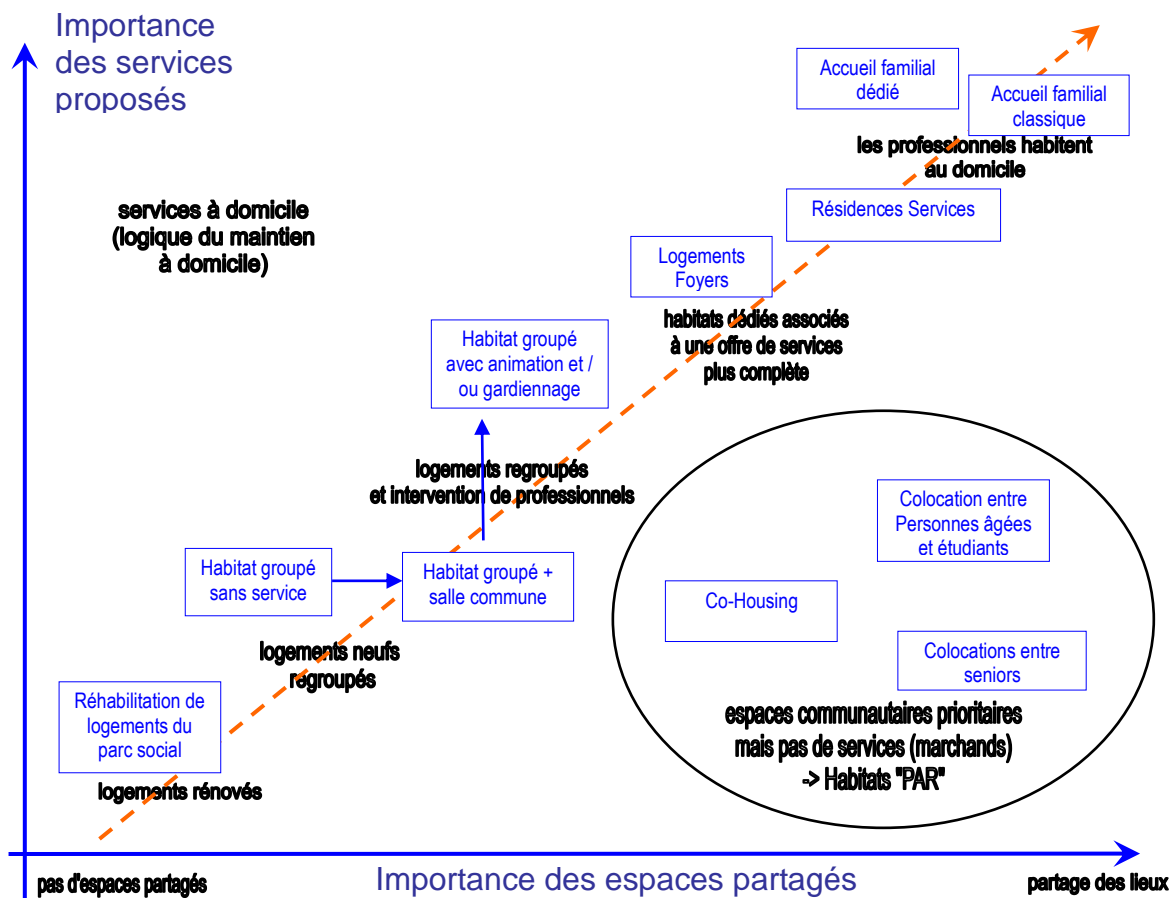 Importance
des services
proposés
Accueil familial
dédié
Accueil familial
classique
les professionnels habitent
au domicile
services à domicile
(logique du maintien
à domicile)
Résidences Services
Logements
Foyers
habitats dédiés associés
à une offre de services
plus complète
Habitat groupé
avec animation et /
ou gardiennage
logements regroupés
et intervention de professionnels
Colocation entre
Personnes âgées
et étudiants
Habitat groupé
sans service
Habitat groupé +
salle commune
Co-Housing
logements neufs
regroupés
Colocations entre
seniors
Réhabilitation de
logements du
parc social
logements rénovés
espaces communautaires prioritaires
mais pas de services (marchands)
-> Habitats "PAR"
pas d'espaces partagés
Importance des espaces partagés
partage des lieux